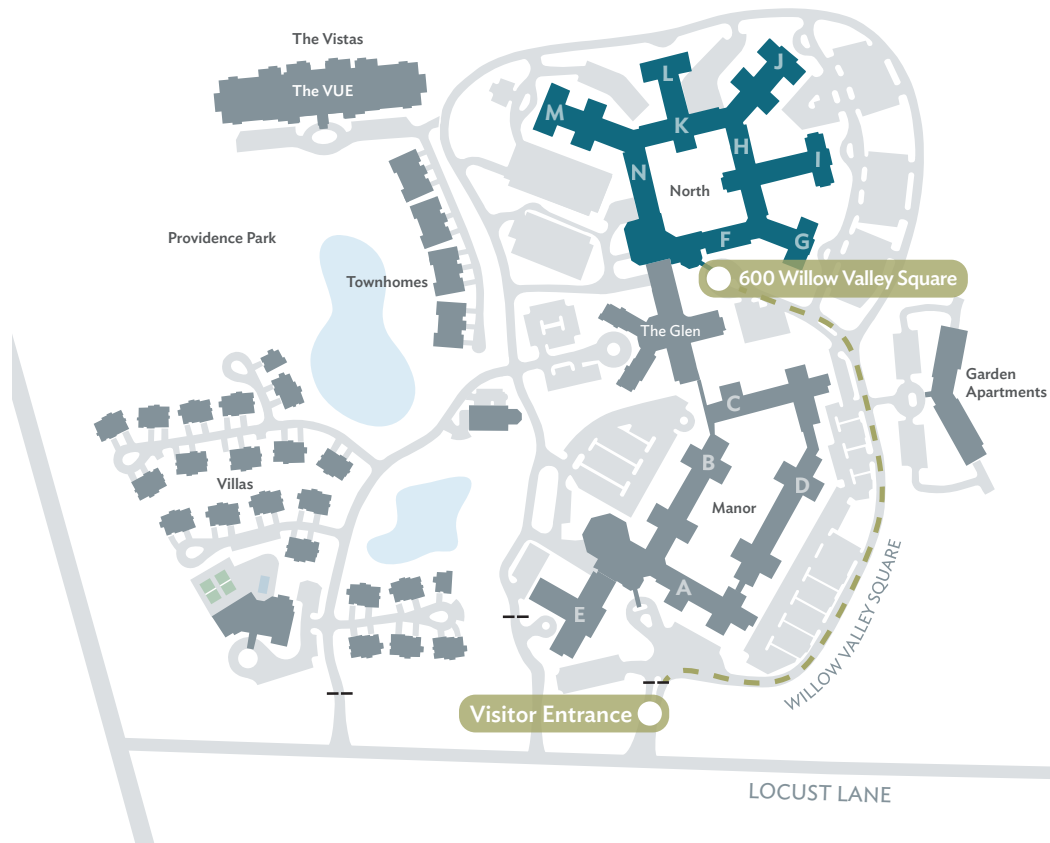 The Vistas
The VUE
L
J
M
K
H
I
N
North
F
G
Providence Park
Townhomes
600 Willow Valley Square
The Glen
Garden
Apartments
C
B
D
Villas
Manor
A
E
WILLOW VALLEY SQUARE
Visitor Entrance
LOCUST LANE